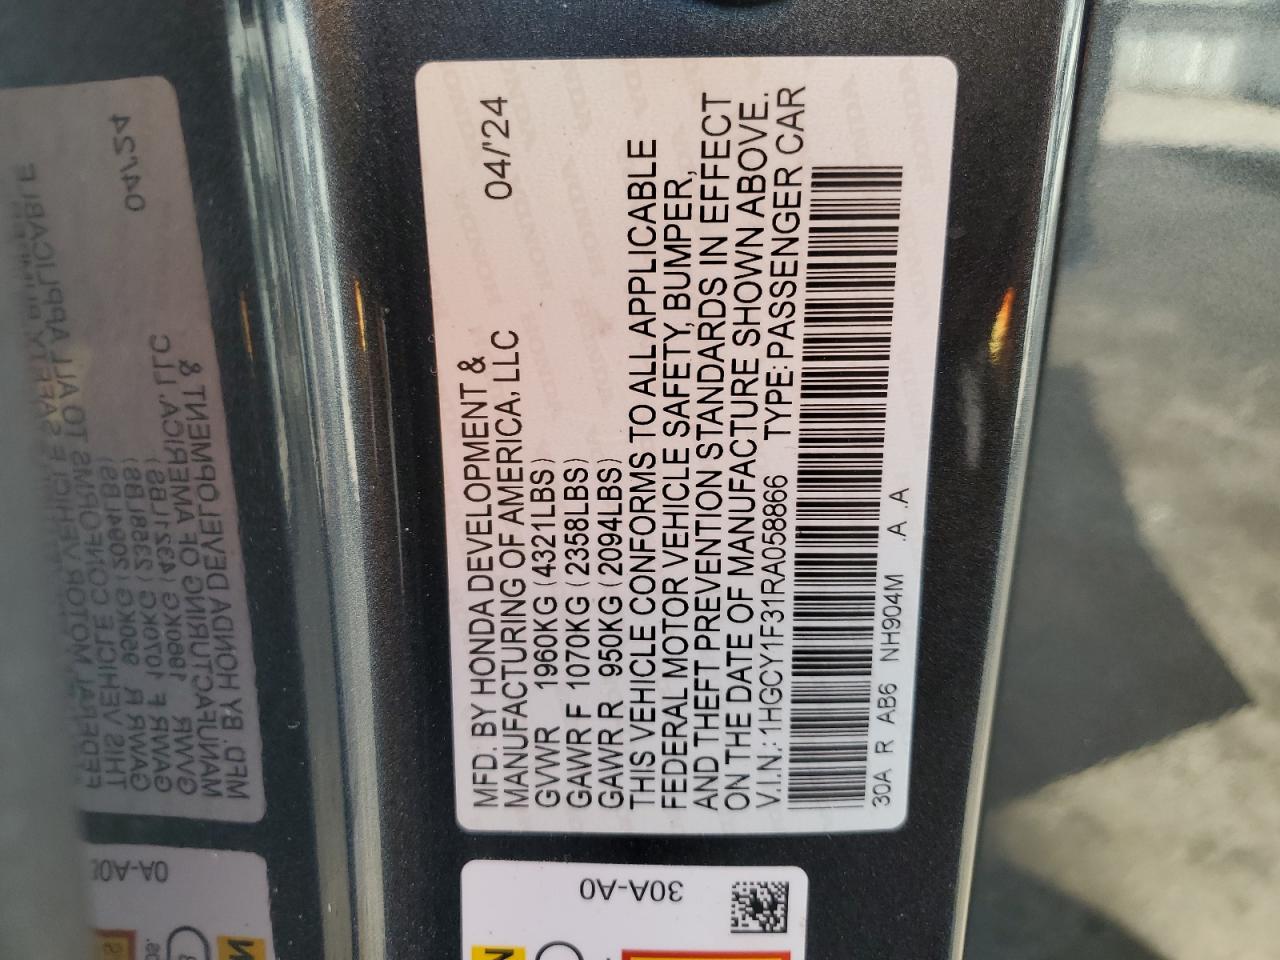 MFD. BY HONDA DEVELOPMENT & 04/'24
MANUFACTURING OF AMERICA, LLC
GVWR 1960KG (4321LBS)
GAWR F 1070KG (2358LBS)
GAWR R 950KG (2094LBS)
THIS VEHICLE CONFORMS TO ALL APPLICABLE
FEDERAL MOTOR VEHICLE SAFETY, BUMPER,
AND THEFT PREVENTION STANDARDS IN EFFECT
ON THE DATE OF MANUFACTURE SHOWN ABOVE.
V.I.N.: 1HGCY1F31RA058866 TYPE: PASSENGER CAR
30A R AB6 NH904M .A .A
30A-A0